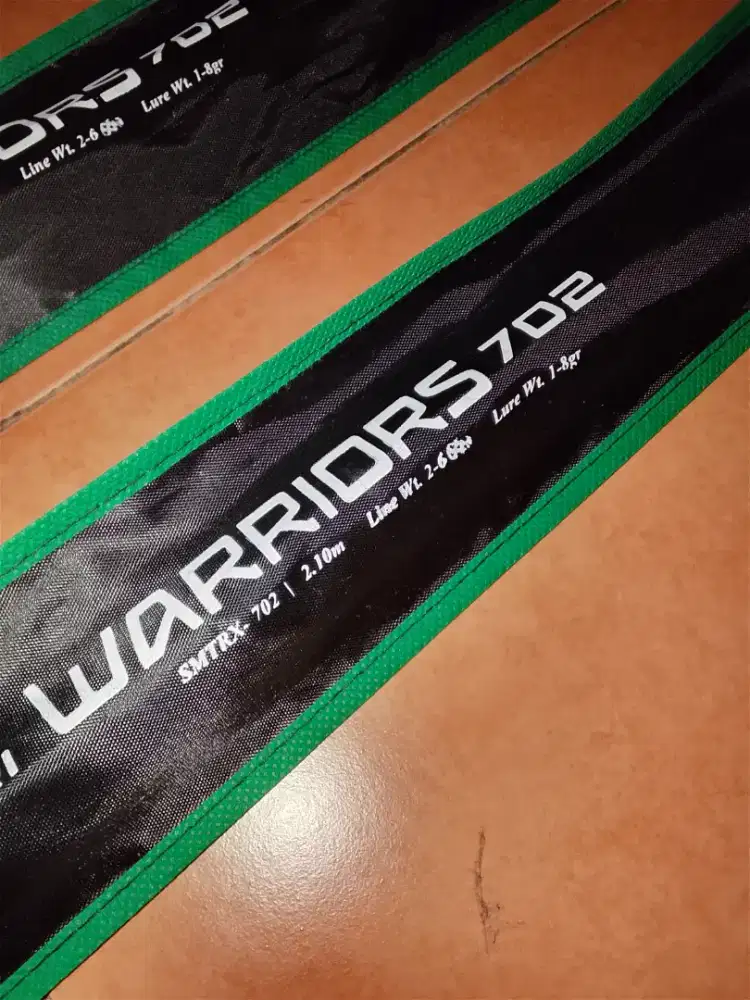 ORS 702
Line Wt. 2-6
Lure Wt. 1-8gr
WARRIORS 702
SMTRX- 702 | 2.10m
Line Wt. 2-6
Lure Wt. 1-8gr